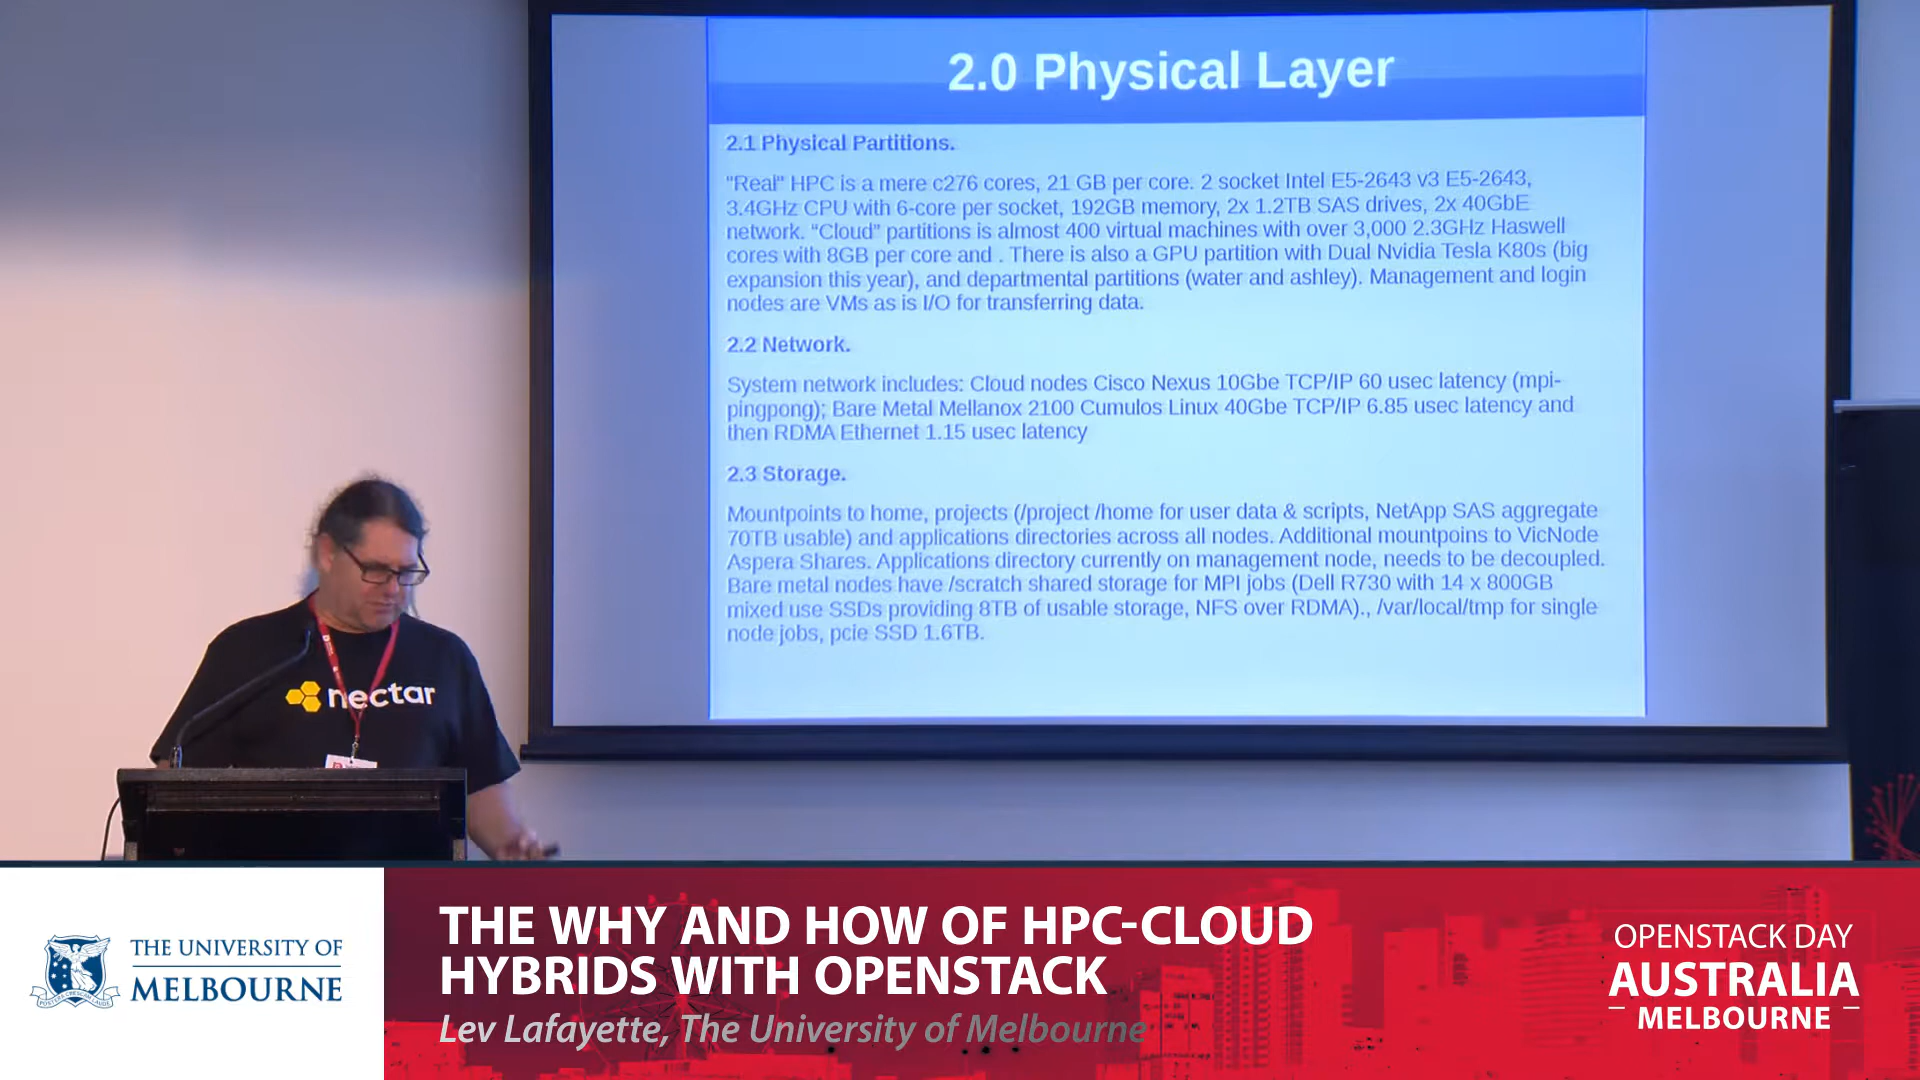 2.0 Physical Layer
2.1 Physical Partitions.
"Real" HPC is a mere c276 cores, 21 GB per core. 2 socket Intel E5-2643 v3 E5-2643,
3.4GHz CPU with 6-core per socket, 192GB memory, 2x 1.2TB SAS drives, 2x 40GbE
network. "Cloud" partitions is almost 400 virtual machines with over 3,000 2.3GHz Haswell
cores with 8GB per core and . There is also a GPU partition with Dual Nvidia Tesla K80s (big
expansion this year), and departmental partitions (water and ashley). Management and login
nodes are VMs as is I/O for transferring data.
2.2 Network.
System network includes: Cloud nodes Cisco Nexus 10Gbe TCP/IP 60 usec latency (mpi-
pingpong); Bare Metal Mellanox 2100 Cumulos Linux 40Gbe TCP/IP 6.85 usec latency and
then RDMA Ethernet 1.15 usec latency
2.3 Storage.
Mountpoints to home, projects (/project /home for user data & scripts, NetApp SAS aggregate
70TB usable) and applications directories across all nodes. Additional mountpoins to VicNode
Aspera Shares. Applications directory currently on management node, needs to be decoupled.
Bare metal nodes have /scratch shared storage for MPI jobs (Dell R730 with 14 x 800GB
mixed use SSDs providing 8TB of usable storage, NFS over RDMA)., /var/local/tmp for single
node jobs, pcie SSD 1.6TB.
nectar
THE UNIVERSITY OF
MELBOURNE
THE WHY AND HOW OF HPC-CLOUD
HYBRIDS WITH OPENSTACK
Lev Lafayette, The University of Melbourne
OPENSTACK DAY
AUSTRALIA
MELBOURNE